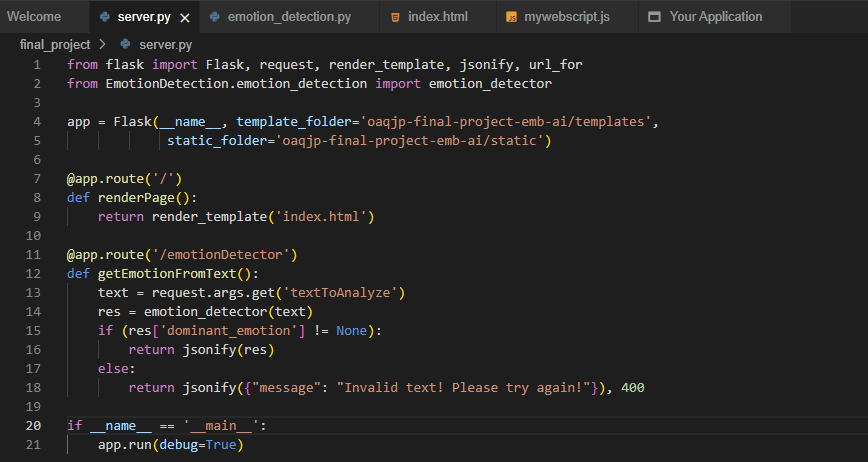 Welcome server.py emotion_detection.py index.html mywebscript.js Your Application
final_project > server.py
1 from flask import Flask, request, render_template, jsonify, url_for
2 from EmotionDetection.emotion_detection import emotion_detector
3
4 app = Flask(__name__, template_folder='oaqjp-final-project-emb-ai/templates',
5             static_folder='oaqjp-final-project-emb-ai/static')
6
7 @app.route('/')
8 def renderPage():
9     return render_template('index.html')
10
11 @app.route('/emotionDetector')
12 def getEmotionFromText():
13     text = request.args.get('textToAnalyze')
14     res = emotion_detector(text)
15     if (res['dominant_emotion'] != None):
16         return jsonify(res)
17     else:
18         return jsonify({"message": "Invalid text! Please try again!"}), 400
19
20 if __name__ == '__main__':
21     app.run(debug=True)